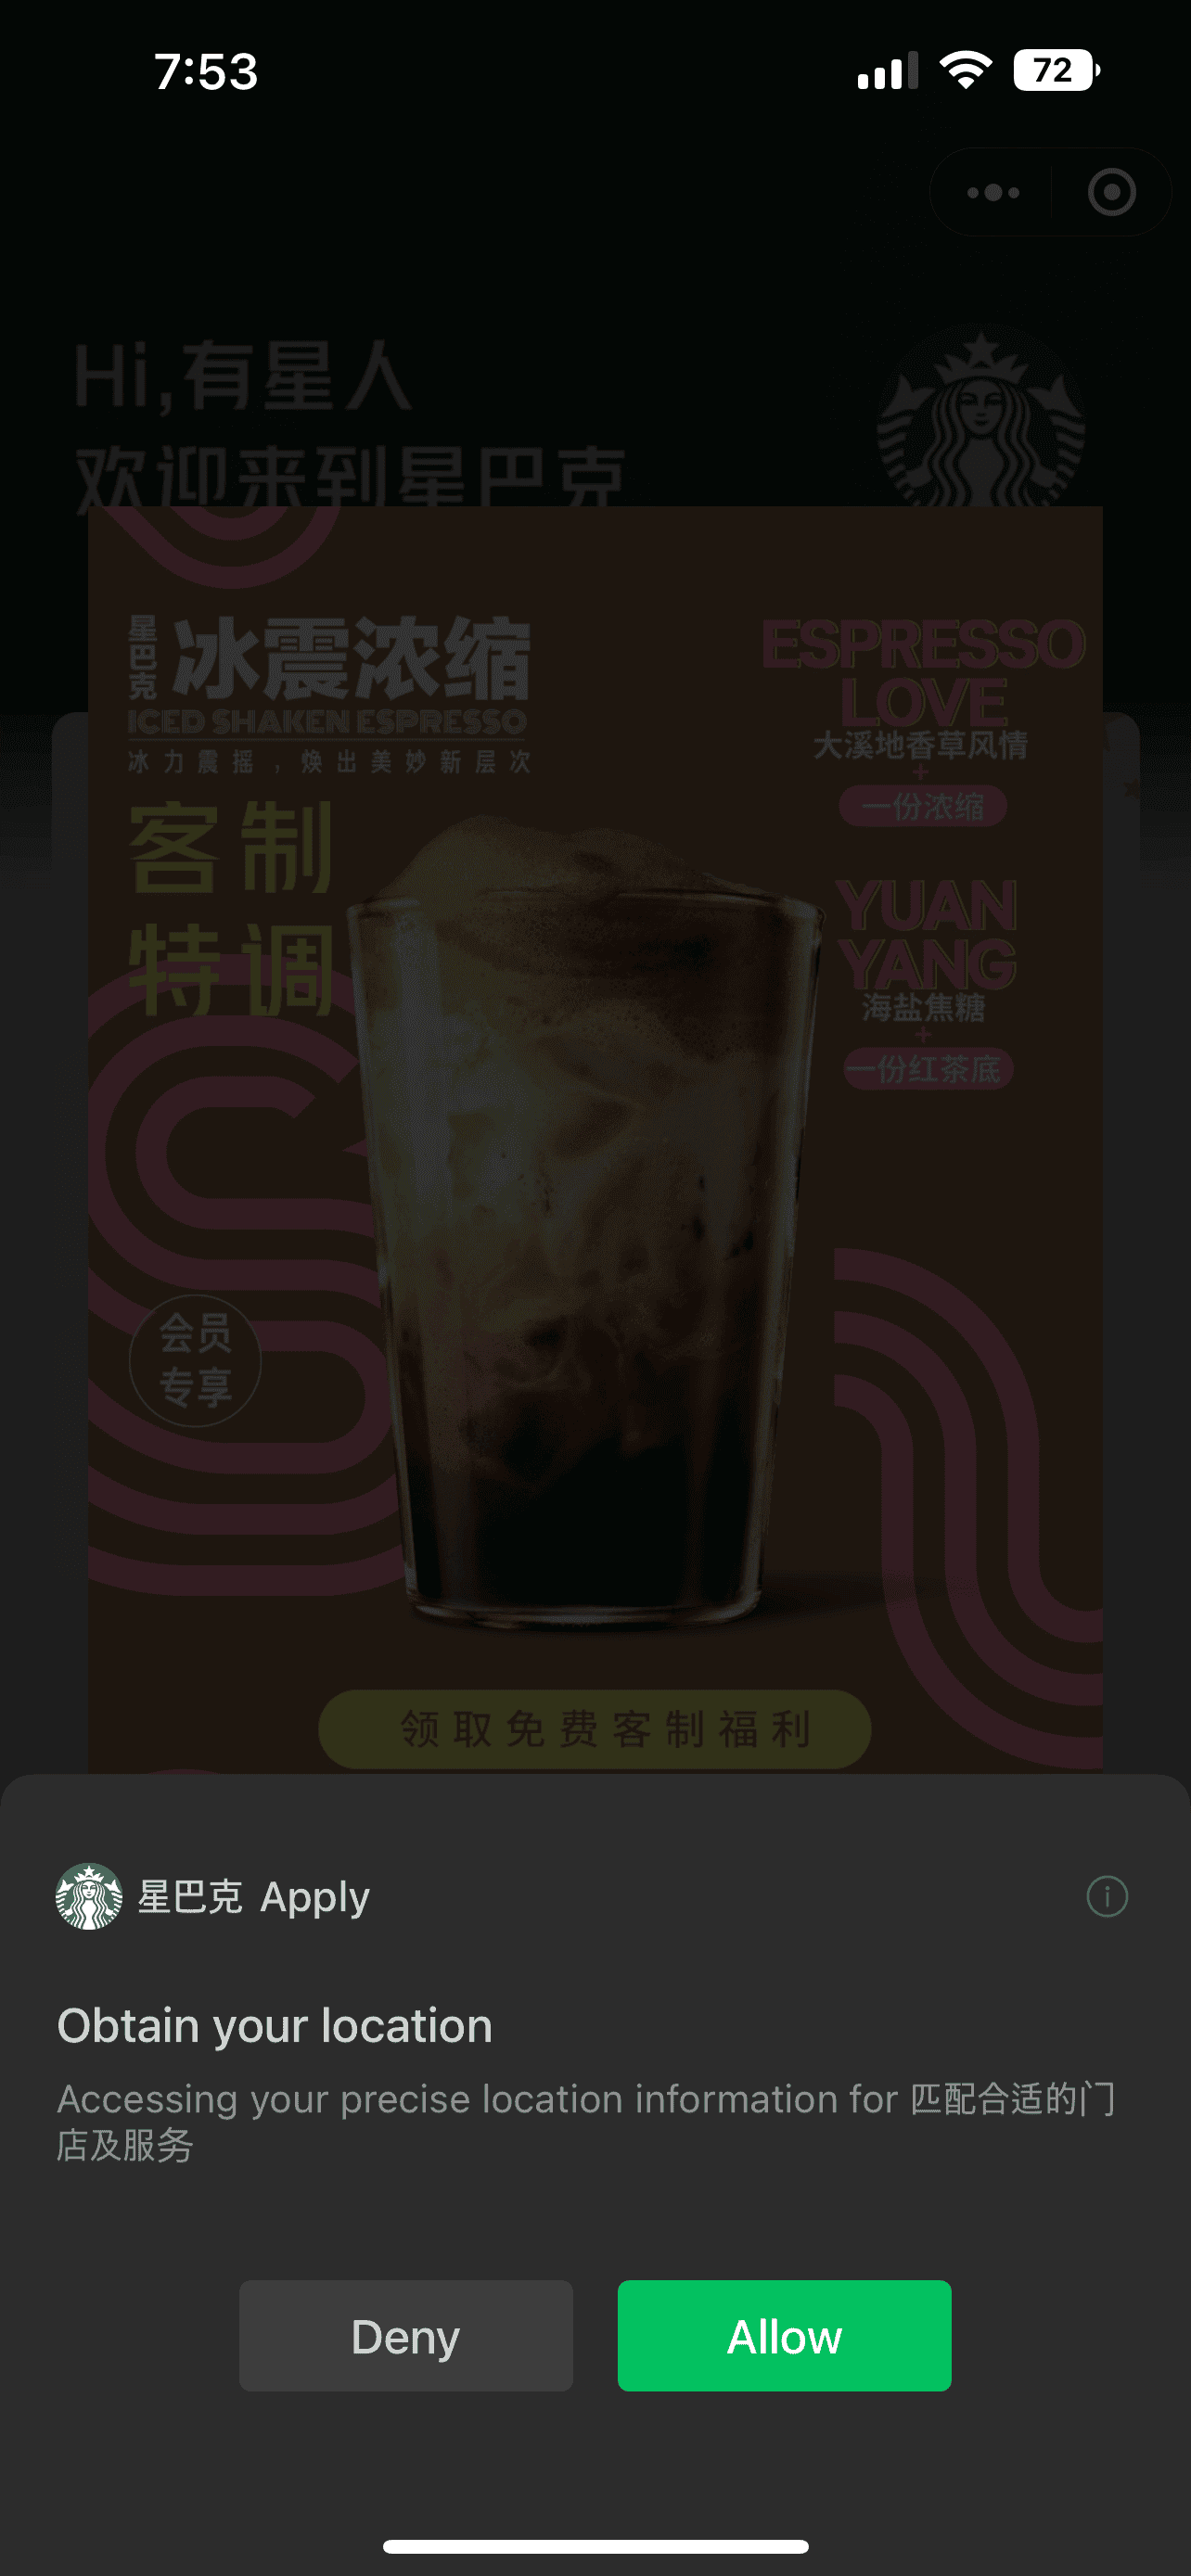 7:53
72
Hi,有星人
欢迎来到星巴克
星巴克
冰震浓缩
ICED SHAKEN ESPRESSO
冰力震摇，焕出美妙新层次
客制
特调
ESPRESSO
LOVE
大溪地香草风情
+
一份浓缩
YUAN
YANG
海盐焦糖
+
一份红茶底
会员
专享
领取免费客制福利
星巴克 Apply
Obtain your location
Accessing your precise location information for 匹配合适的门
店及服务
Deny
Allow